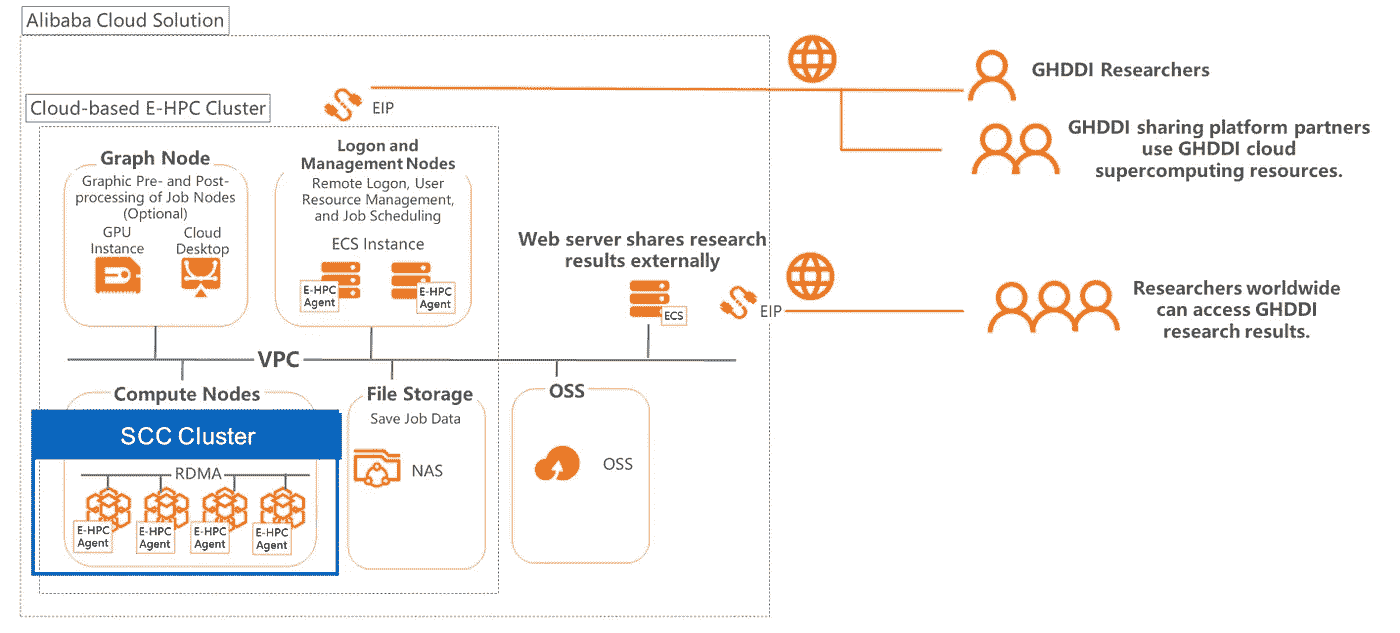 Alibaba Cloud Solution
GHDDI Researchers
Cloud-based E-HPC Cluster
EIP
GHDDI sharing platform partners
use GHDDI cloud
supercomputing resources.
Graph Node
Graphic Pre- and Post-
processing of Job Nodes
(Optional)
GPU
Instance
Cloud
Desktop
Logon and
Management Nodes
Remote Logon, User
Resource Management,
and Job Scheduling
ECS Instance
E-HPC
Agent
E-HPC
Agent
Web server shares research
results externally
ECS
EIP
Researchers worldwide
can access GHDDI
research results.
VPC
Compute Nodes
SCC Cluster
RDMA
E-HPC
Agent
E-HPC
Agent
E-HPC
Agent
E-HPC
Agent
File Storage
Save Job Data
NAS
OSS
OSS